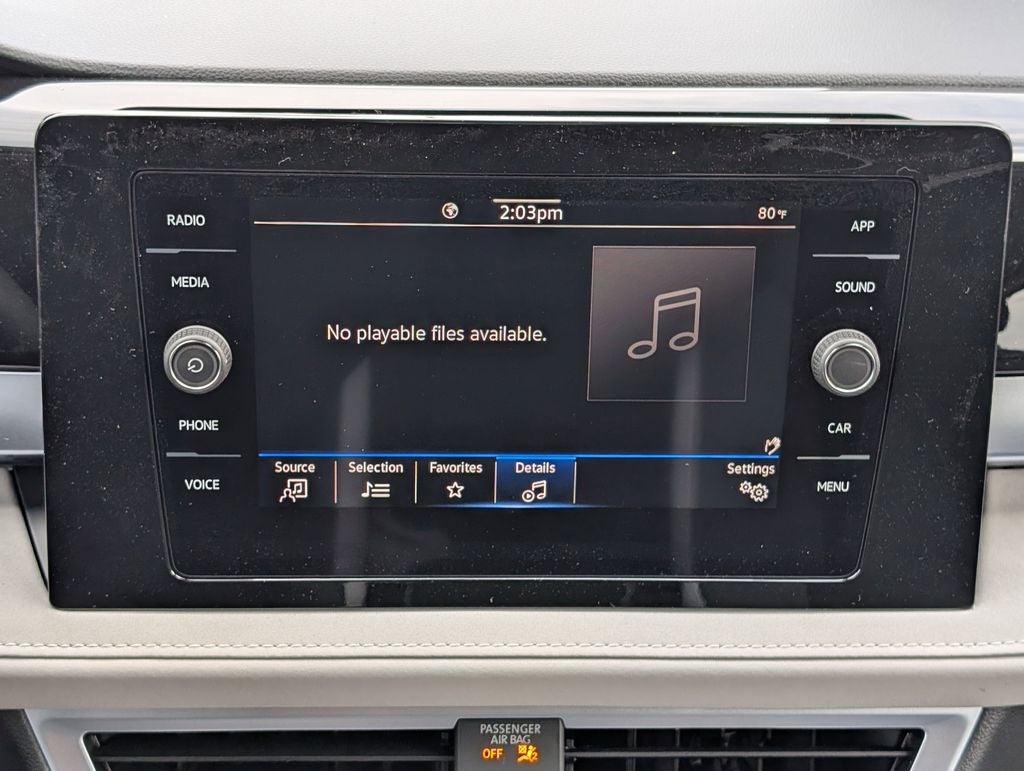 2:03pm
80°F
RADIO
MEDIA
PHONE
VOICE
No playable files available.
APP
SOUND
CAR
MENU
Source
Selection
Favorites
Details
Settings
PASSENGER
AIR BAG
OFF
2